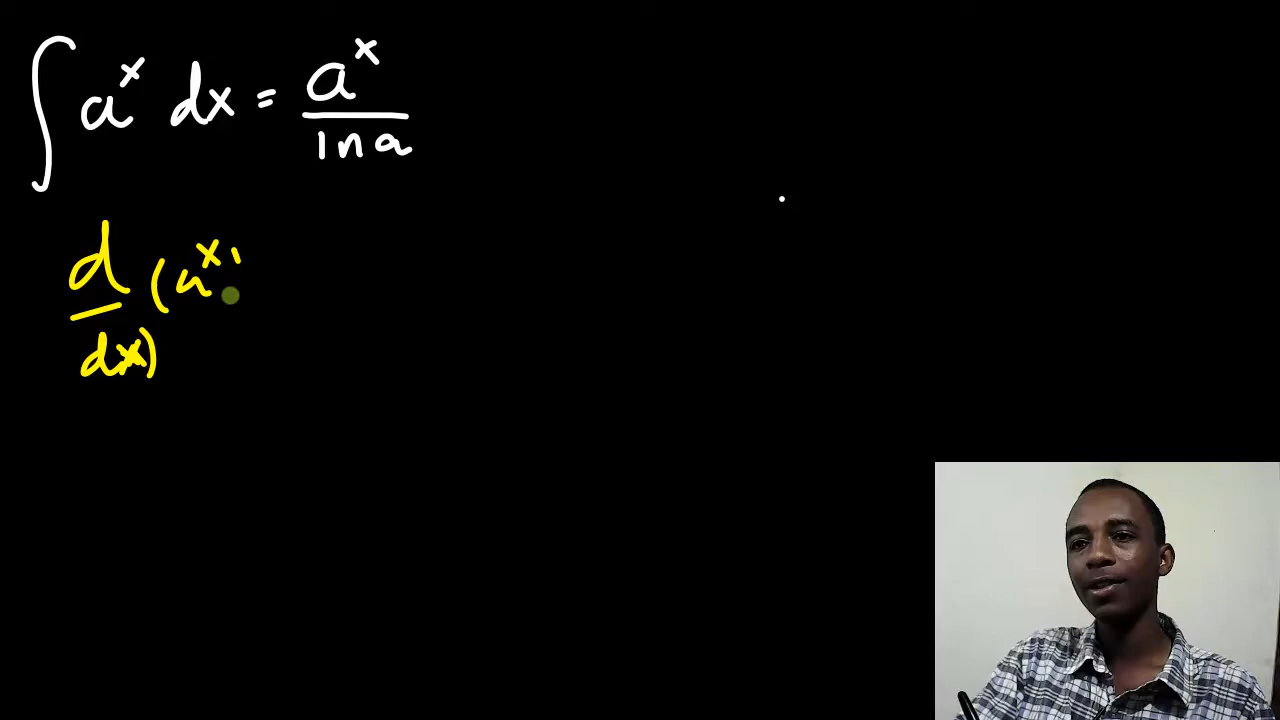 ∫ a^x dx = a^x / ln a
d/dx) (a^x'